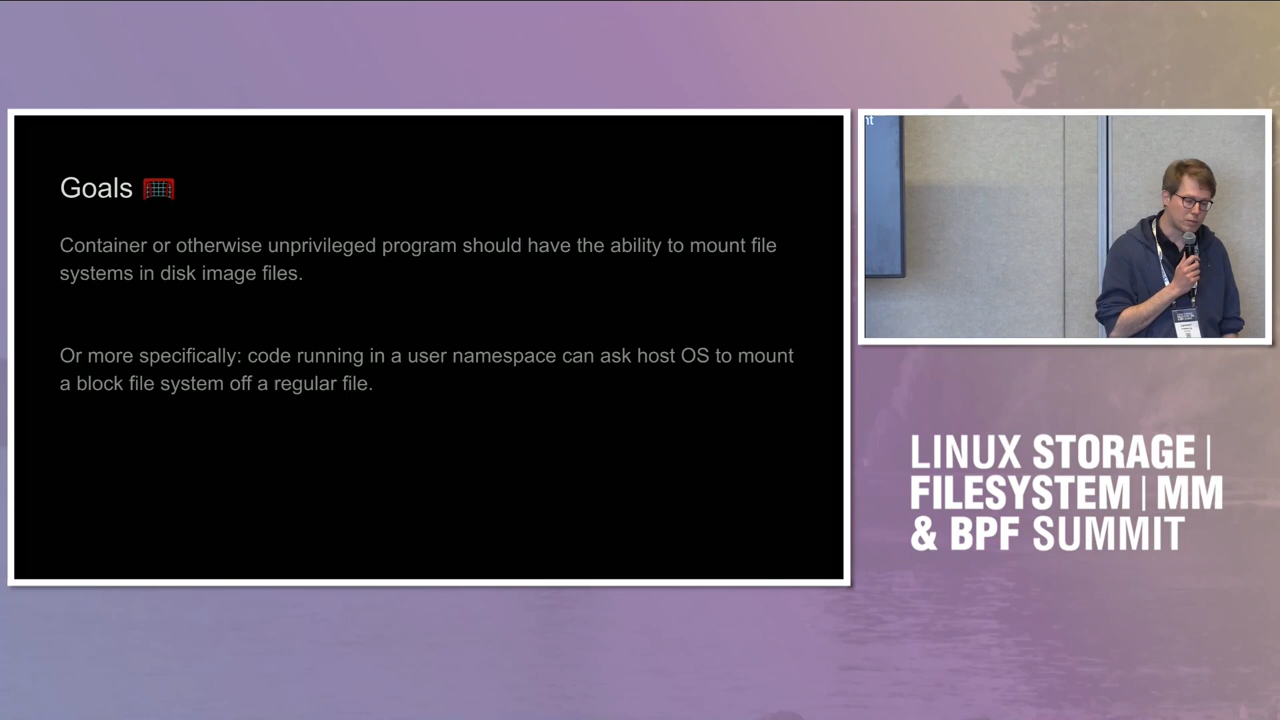 Goals
Container or otherwise unprivileged program should have the ability to mount file
systems in disk image files.
Or more specifically: code running in a user namespace can ask host OS to mount
a block file system off a regular file.
nt
LINUX STORAGE |
FILESYSTEM | MM
& BPF SUMMIT